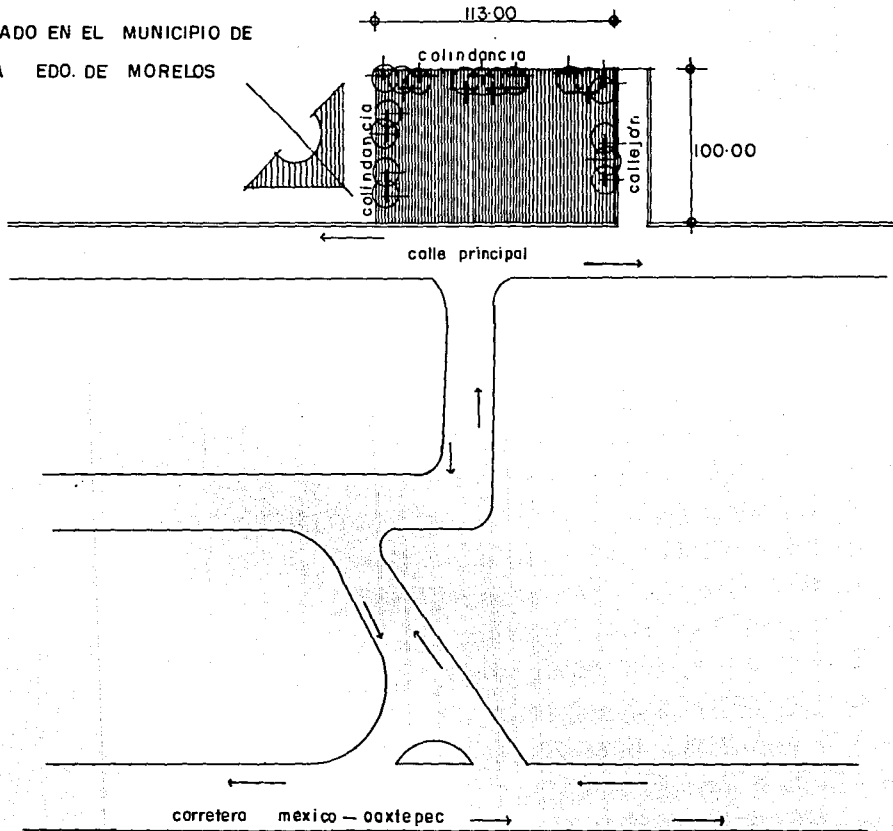 ADO EN EL MUNICIPIO DE
A EDO. DE MORELOS
113.00
colindancia
colindancia
callejón
100.00
calle principal
carretera méxico - oaxtepec